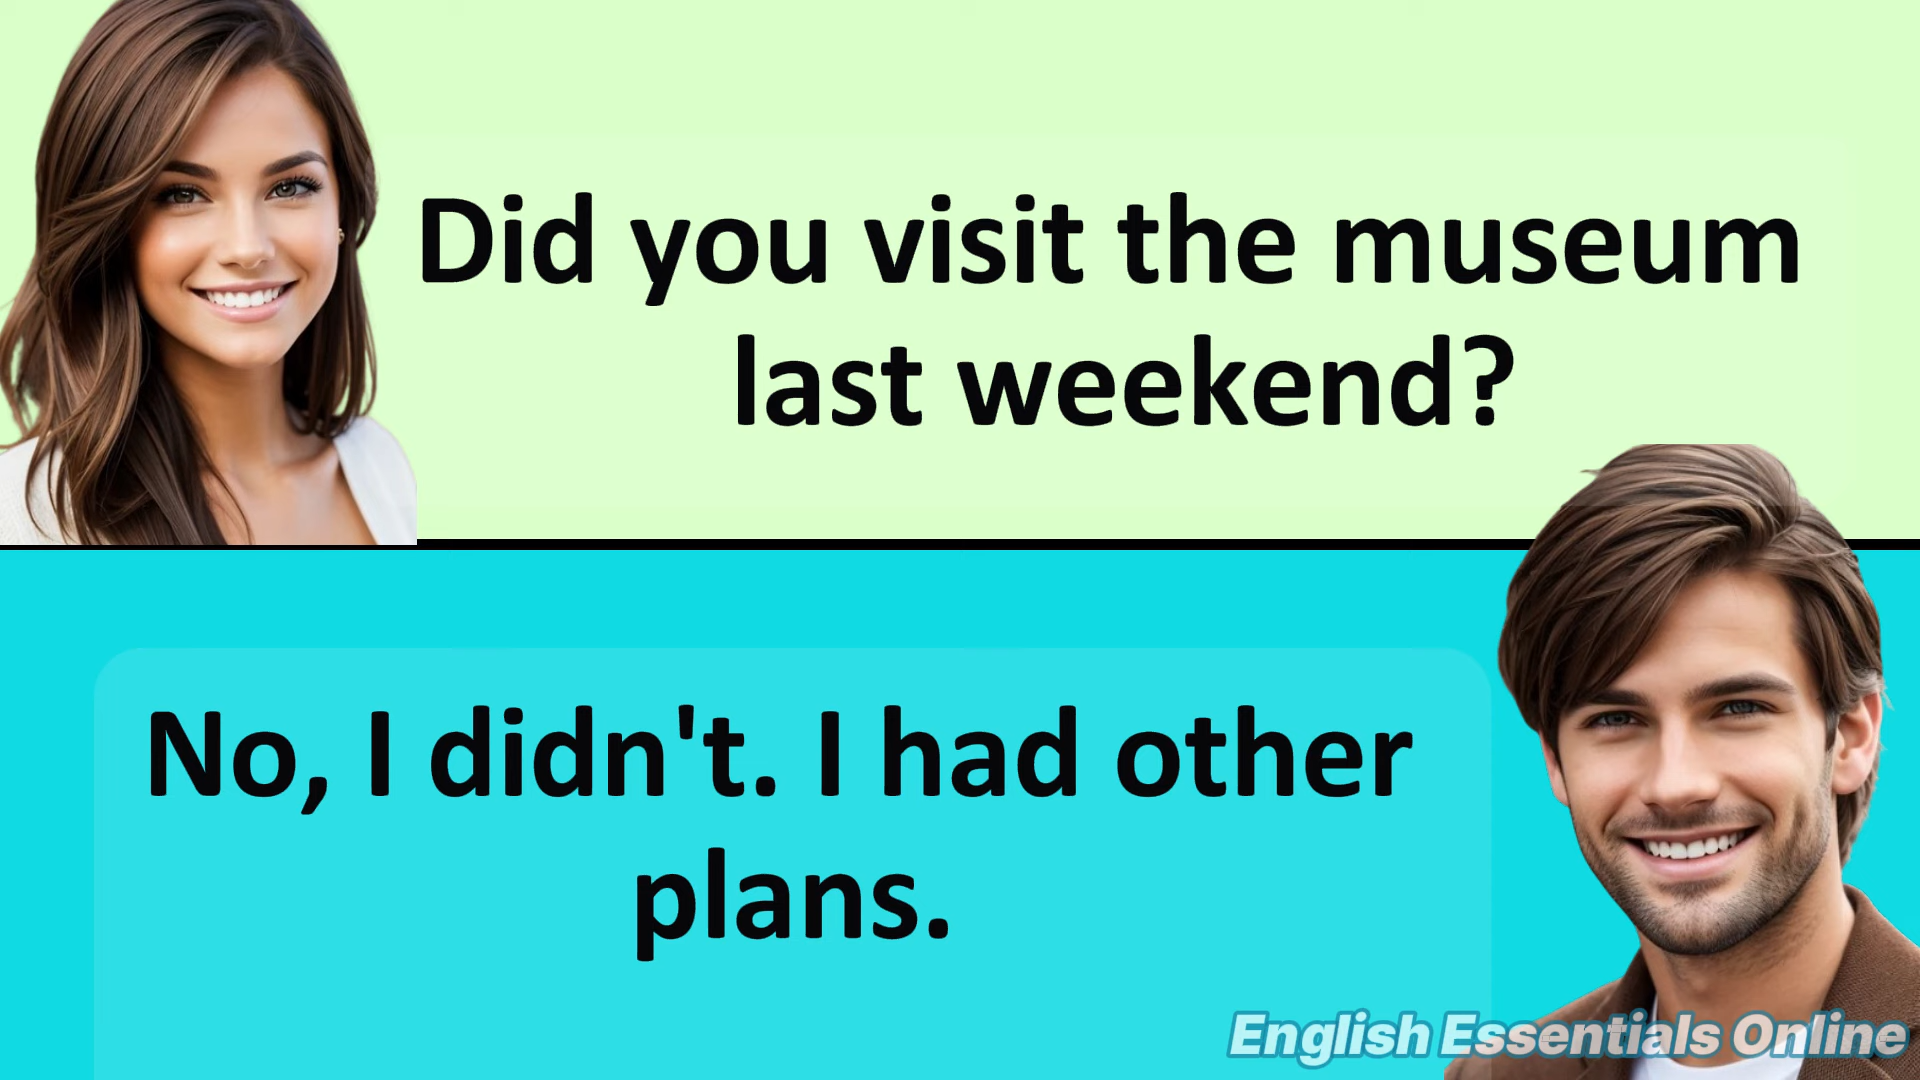 Did you visit the museum
last weekend?
No, I didn't. I had other
plans.
English Essentials Online